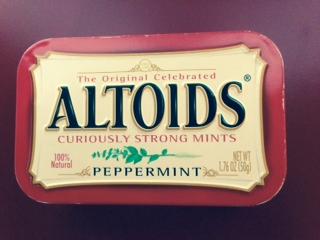 The Original Celebrated
ALTOIDS®
CURIOUSLY STRONG MINTS
100%
Natural
PEPPERMINT
NET WT
1.76 OZ (50g)